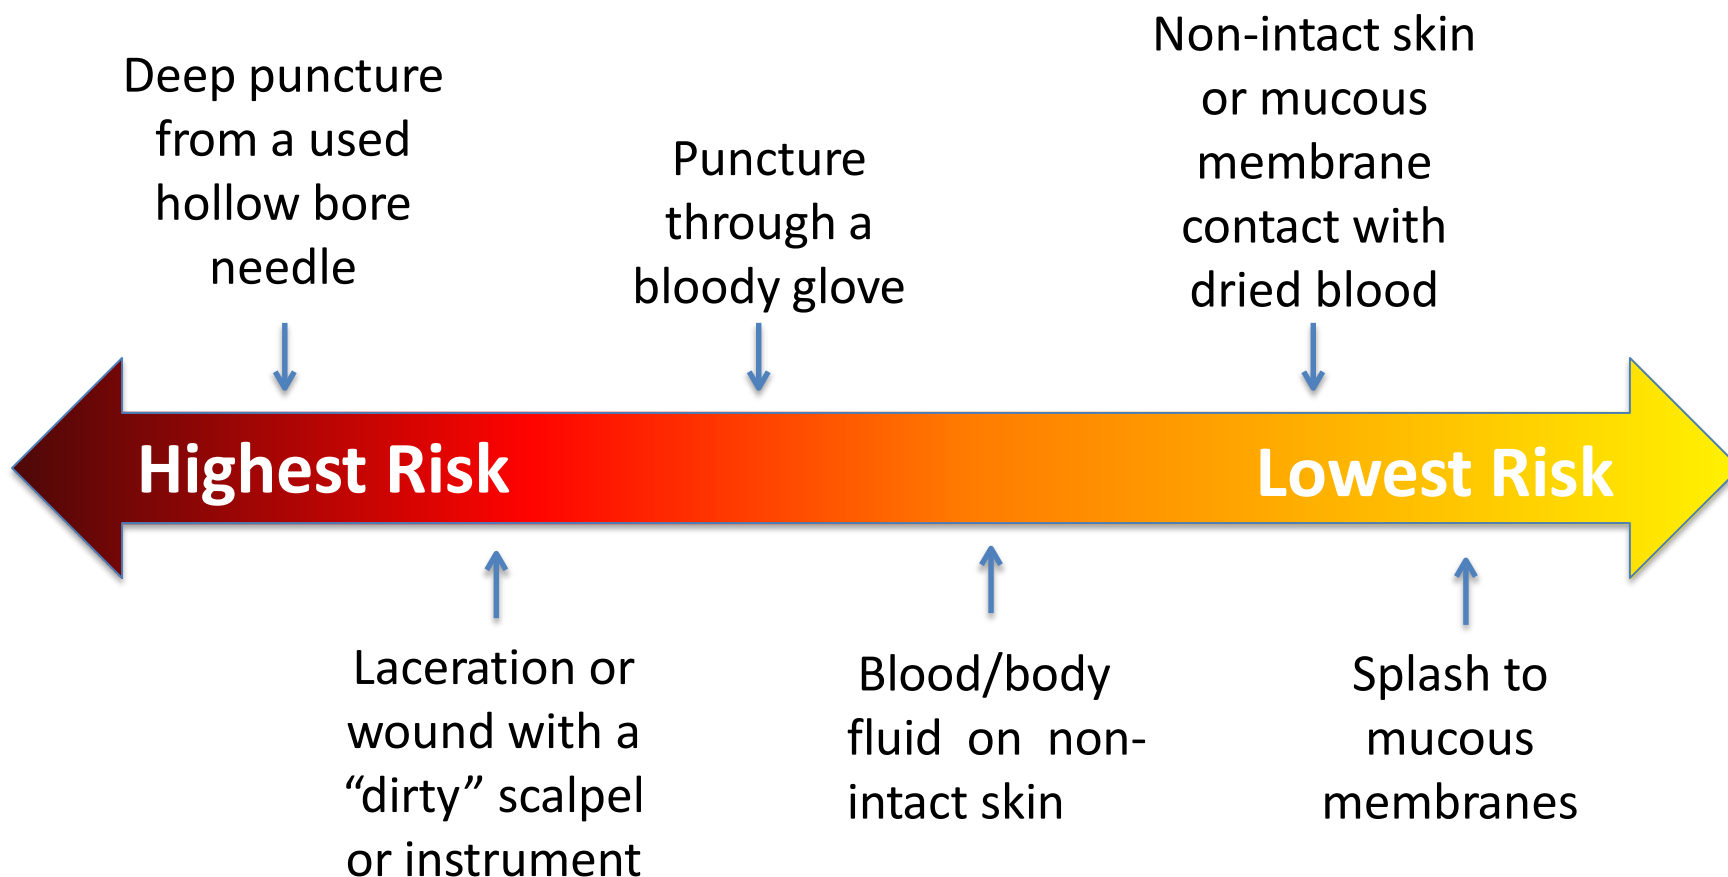 Deep puncture
from a used
hollow bore
needle
Puncture
through a
bloody glove
Non-intact skin
or mucous
membrane
contact with
dried blood
Highest Risk
Lowest Risk
Laceration or
wound with a
“dirty” scalpel
or instrument
Blood/body
fluid on non-
intact skin
Splash to
mucous
membranes